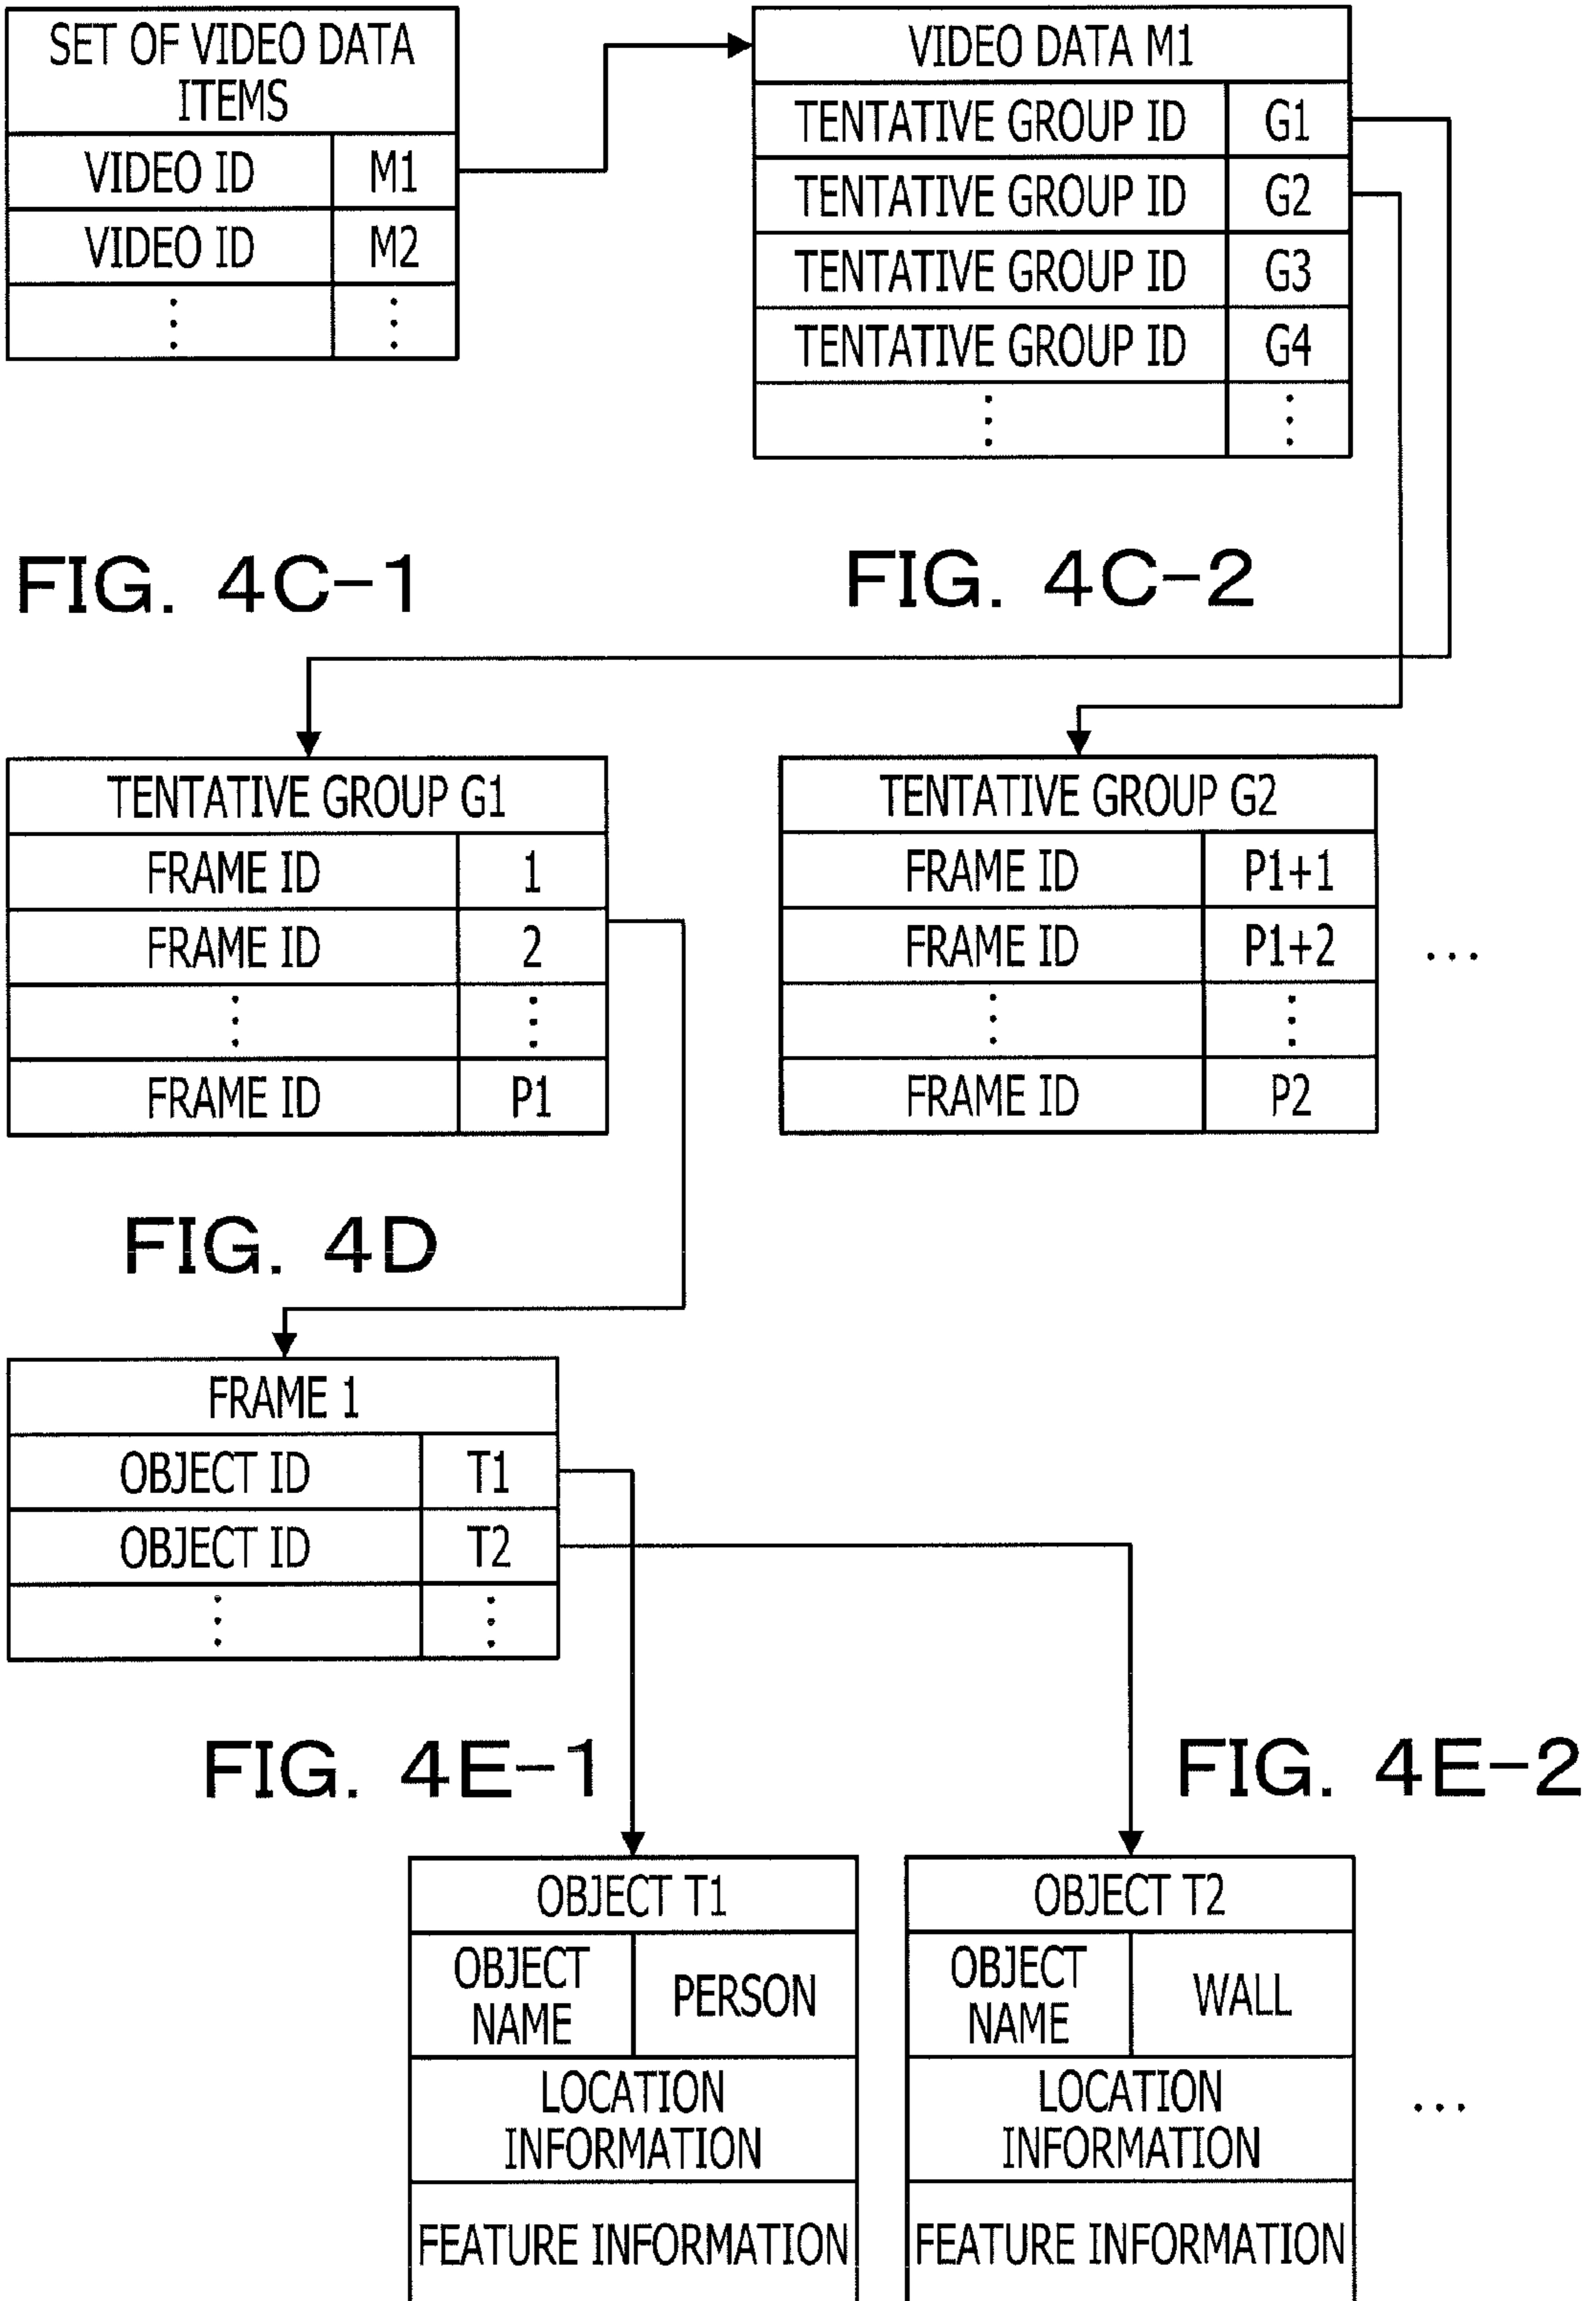 SET OF VIDEO DATA
ITEMS
VIDEO ID M1
VIDEO ID M2
⋮ ⋮
VIDEO DATA M1
TENTATIVE GROUP ID G1
TENTATIVE GROUP ID G2
TENTATIVE GROUP ID G3
TENTATIVE GROUP ID G4
⋮ ⋮
FIG. 4C-1
FIG. 4C-2
TENTATIVE GROUP G1
FRAME ID 1
FRAME ID 2
⋮ ⋮
FRAME ID P1
TENTATIVE GROUP G2
FRAME ID P1+1
FRAME ID P1+2
⋮ ⋮
FRAME ID P2
...
FIG. 4D
FRAME 1
OBJECT ID T1
OBJECT ID T2
⋮ ⋮
FIG. 4E-1
FIG. 4E-2
OBJECT T1
OBJECT
NAME
PERSON
LOCATION
INFORMATION
FEATURE INFORMATION
OBJECT T2
OBJECT
NAME
WALL
LOCATION
INFORMATION
FEATURE INFORMATION
...